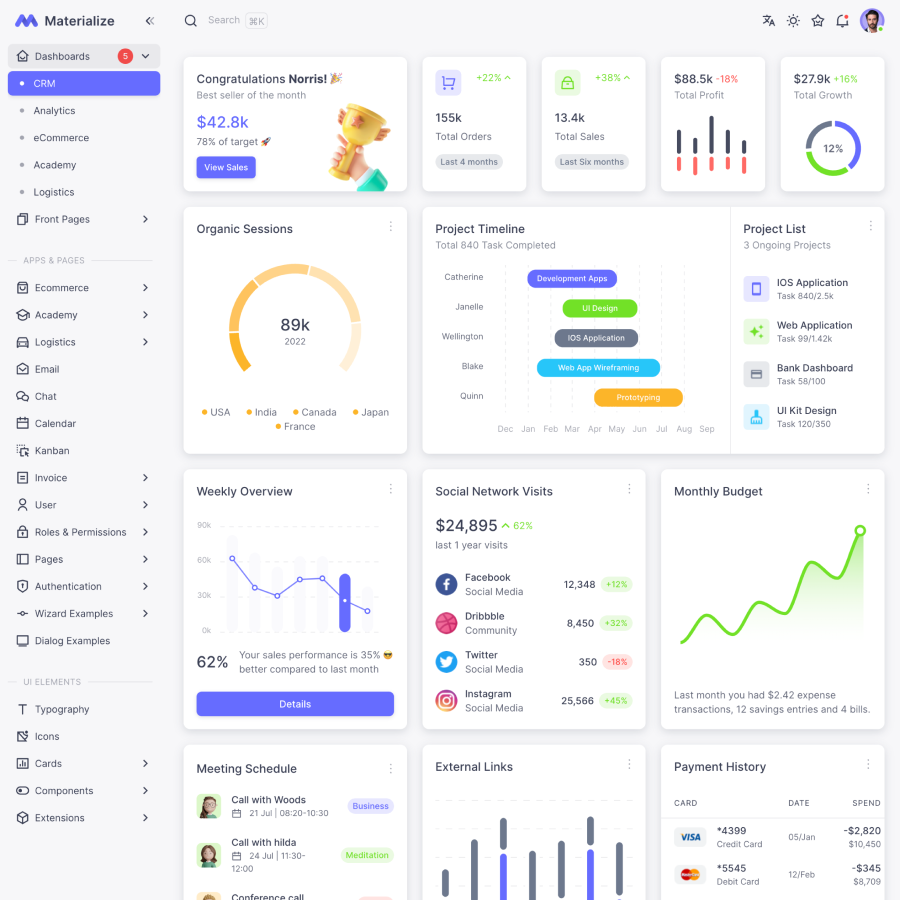 Materialize
Search ⌘K
Dashboards 5
CRM
Analytics
eCommerce
Academy
Logistics
Front Pages
APPS & PAGES
Ecommerce
Academy
Logistics
Email
Chat
Calendar
Kanban
Invoice
User
Roles & Permissions
Pages
Authentication
Wizard Examples
Dialog Examples
UI ELEMENTS
Typography
Icons
Cards
Components
Extensions
Congratulations Norris! 🎉
Best seller of the month
$42.8k
78% of target 🚀
View Sales
+22%
155k
Total Orders
Last 4 months
+38%
13.4k
Total Sales
Last Six months
$88.5k -18%
Total Profit
$27.9k +16%
Total Growth
12%
Organic Sessions
89k
2022
USA India Canada Japan
France
Project Timeline
Total 840 Task Completed
Catherine
Janelle
Wellington
Blake
Quinn
Development Apps
UI Design
IOS Application
Web App Wireframing
Prototyping
Dec Jan Feb Mar Apr May Jun Jul Aug Sep
Project List
3 Ongoing Projects
IOS Application
Task 840/2.5k
Web Application
Task 99/1.42k
Bank Dashboard
Task 58/100
UI Kit Design
Task 120/350
Weekly Overview
90k
60k
30k
0k
62%
Your sales performance is 35% 😎
better compared to last month
Details
Social Network Visits
$24,895 62%
last 1 year visits
Facebook
Social Media
12,348 +12%
Dribbble
Community
8,450 +32%
Twitter
Social Media
350 -18%
Instagram
Social Media
25,566 +45%
Monthly Budget
Last month you had $2.42 expense
transactions, 12 savings entries and 4 bills.
Meeting Schedule
Call with Woods
21 Jul | 08:20-10:30
Business
Call with hilda
24 Jul | 11:30-
12:00
Meditation
Conference call
External Links
Payment History
CARD DATE SPEND
VISA
*4399
Credit Card
05/Jan
-$2,820
$10,450
*5545
Debit Card
12/Feb
-$345
$8,709